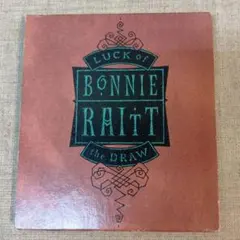 LUCK of
BONNIE
RAITT
the DRAW